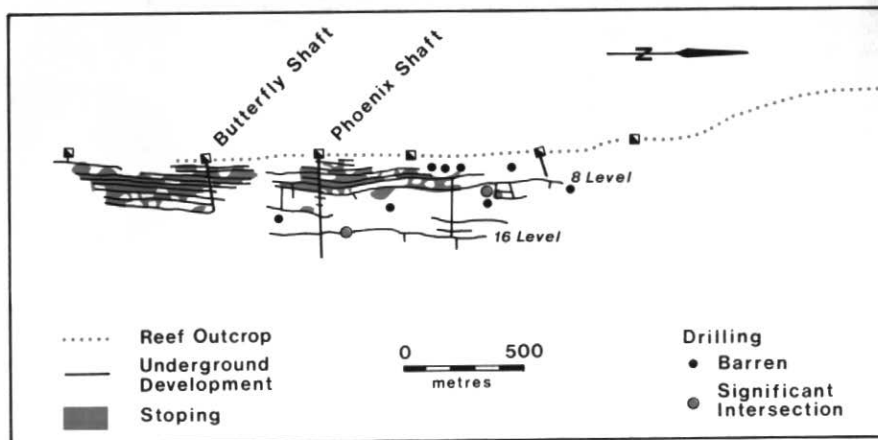 Butterfly Shaft
Phoenix Shaft
N
8 Level
16 Level
Reef Outcrop
Underground
Development
Stoping
0 500
metres
Drilling
Barren
Significant
Intersection